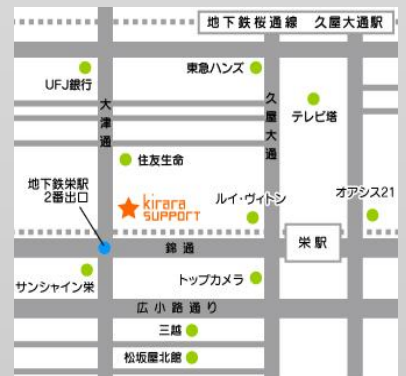 地下鉄桜通線 久屋大通駅
UFJ銀行
東急ハンズ
大津通
久屋大通
テレビ塔
住友生命
地下鉄栄駅
2番出口
kirara
SUPPORT
ルイ・ヴィトン
オアシス21
錦通
栄駅
サンシャイン栄
トップカメラ
広小路通り
三越
松坂屋北館